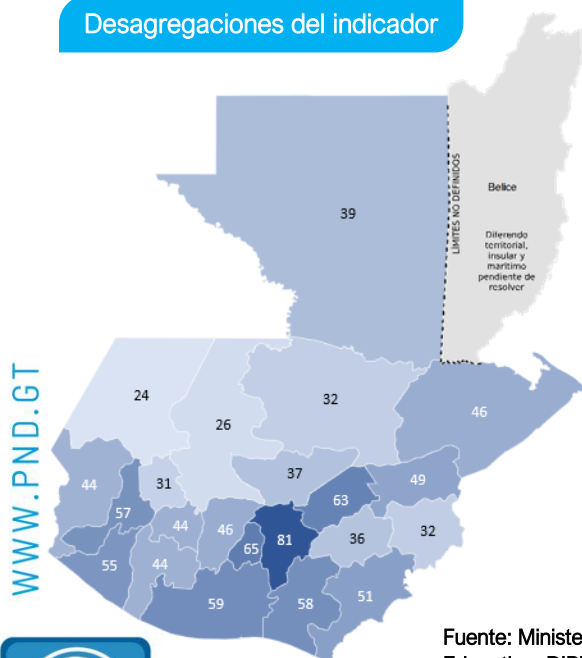 Desagregaciones del indicador
LÍMITES NO DEFINIDOS
Belice
Diferendo
territorial,
insular y
marítimo
pendiente de
resolver
39
24
26
32
46
44
57
31
37
63
49
44
46
65
81
36
32
55
44
59
58
51
WWW.PND.GT
Fuente: Ministe